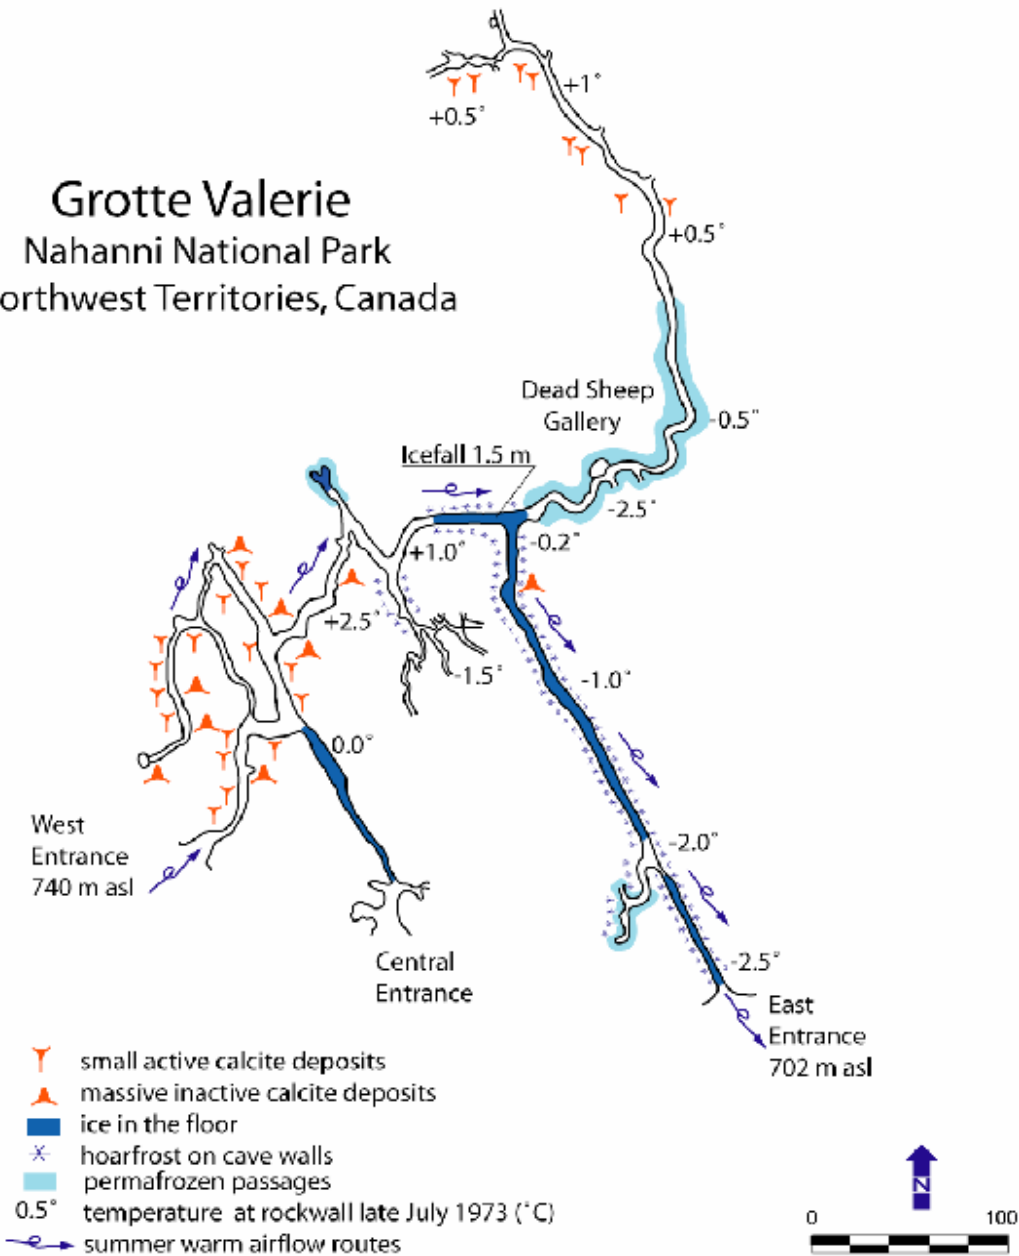 +1°
+0.5°
Grotte Valerie
Nahanni National Park
orthwest Territories, Canada
+0.5°
Dead Sheep
Gallery
-0.5°
Icefall 1.5 m
-2.5°
+1.0°
-0.2°
+2.5°
-1.5°
-1.0°
0.0°
West
Entrance
740 m asl
-2.0°
Central
Entrance
-2.5°
East
Entrance
702 m asl
small active calcite deposits
massive inactive calcite deposits
ice in the floor
hoarfrost on cave walls
permafrozen passages
0.5° temperature at rockwall late July 1973 (°C)
summer warm airflow routes
N
0 100